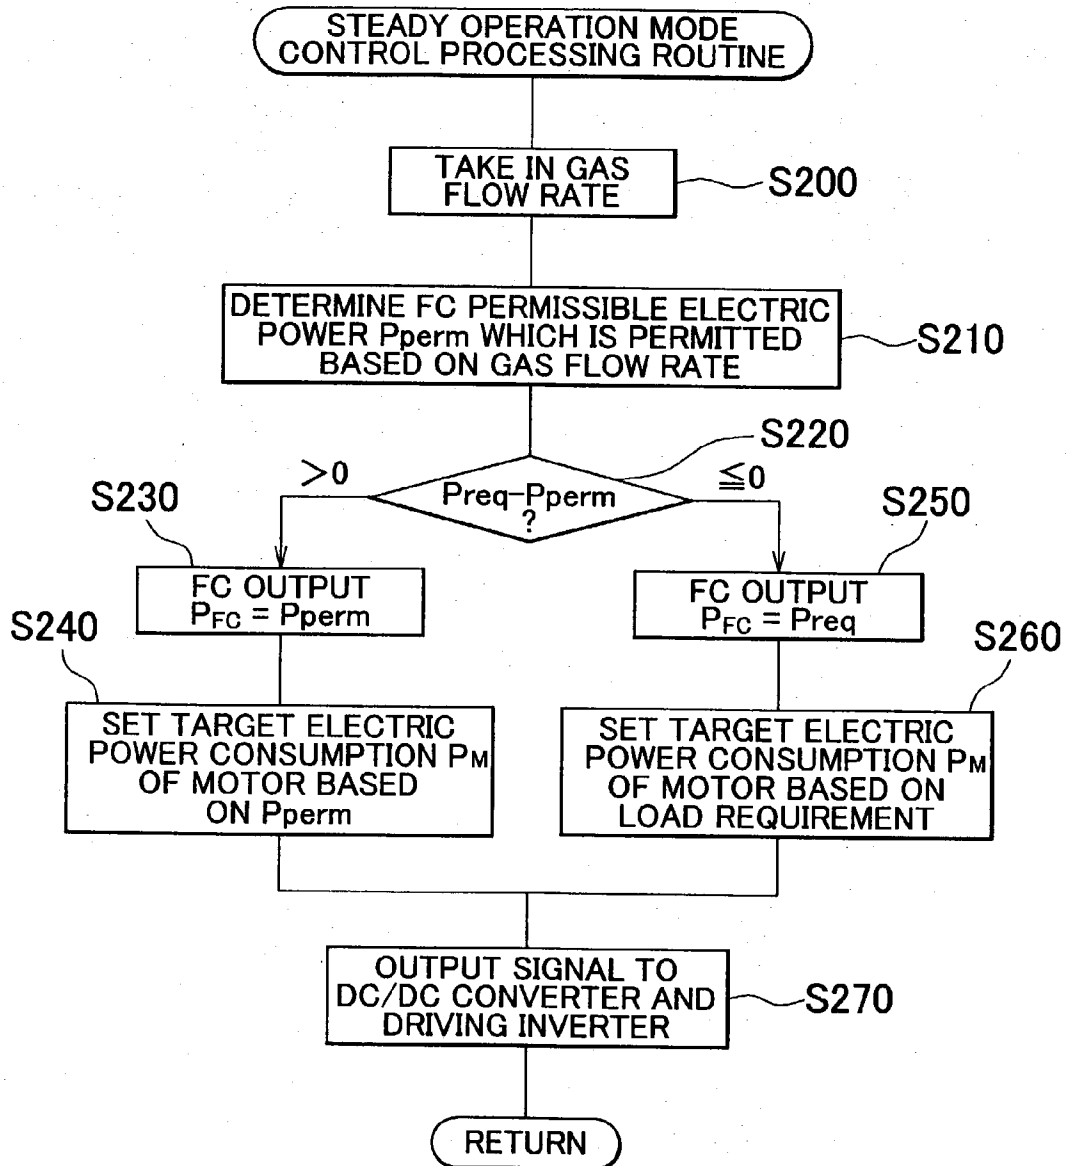 STEADY OPERATION MODE
CONTROL PROCESSING ROUTINE
TAKE IN GAS
FLOW RATE
S200
DETERMINE FC PERMISSIBLE ELECTRIC
POWER Pperm WHICH IS PERMITTED
BASED ON GAS FLOW RATE
S210
S220
>0
Preq-Pperm
?
≦0
S230
FC OUTPUT
PFC = Pperm
S250
FC OUTPUT
PFC = Preq
S240
SET TARGET ELECTRIC
POWER CONSUMPTION PM
OF MOTOR BASED
ON Pperm
S260
SET TARGET ELECTRIC
POWER CONSUMPTION PM
OF MOTOR BASED ON
LOAD REQUIREMENT
OUTPUT SIGNAL TO
DC/DC CONVERTER AND
DRIVING INVERTER
S270
RETURN